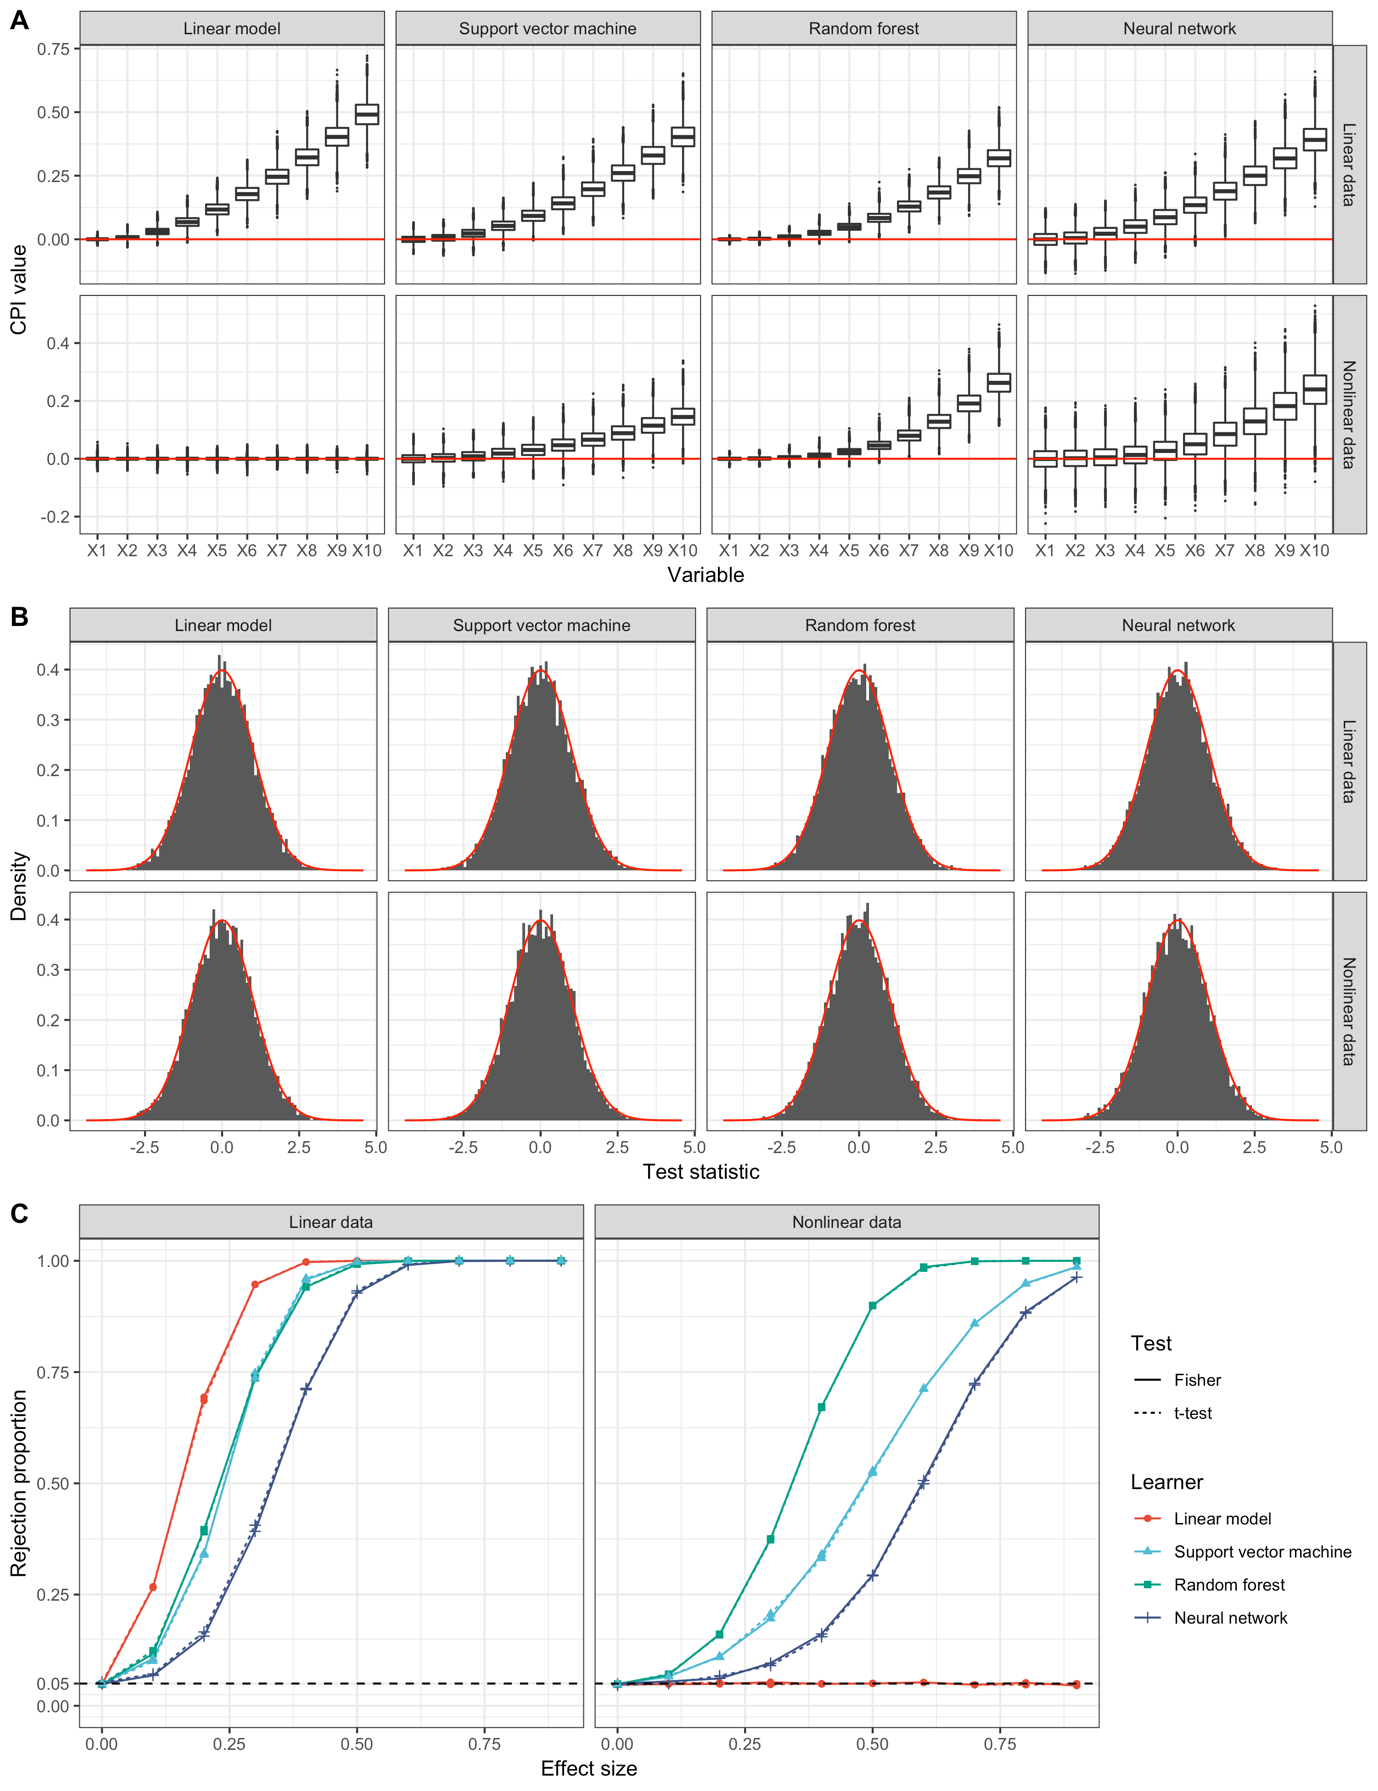 A
Linear model Support vector machine Random forest Neural network
0.75
0.50
0.25
0.00
Linear data
CPI value
0.4
0.2
0.0
-0.2
Nonlinear data
X1 X2 X3 X4 X5 X6 X7 X8 X9 X10 X1 X2 X3 X4 X5 X6 X7 X8 X9 X10 X1 X2 X3 X4 X5 X6 X7 X8 X9 X10 X1 X2 X3 X4 X5 X6 X7 X8 X9 X10
Variable
B
Linear model Support vector machine Random forest Neural network
0.4
0.3
0.2
0.1
0.0
Linear data
Density
0.4
0.3
0.2
0.1
0.0
Nonlinear data
-2.5 0.0 2.5 5.0 -2.5 0.0 2.5 5.0 -2.5 0.0 2.5 5.0 -2.5 0.0 2.5 5.0
Test statistic
C
Linear data Nonlinear data
1.00
0.75
0.50
0.25
0.05
0.00
Rejection proportion
0.00 0.25 0.50 0.75 0.00 0.25 0.50 0.75
Effect size
Test
Fisher
t-test
Learner
Linear model
Support vector machine
Random forest
Neural network